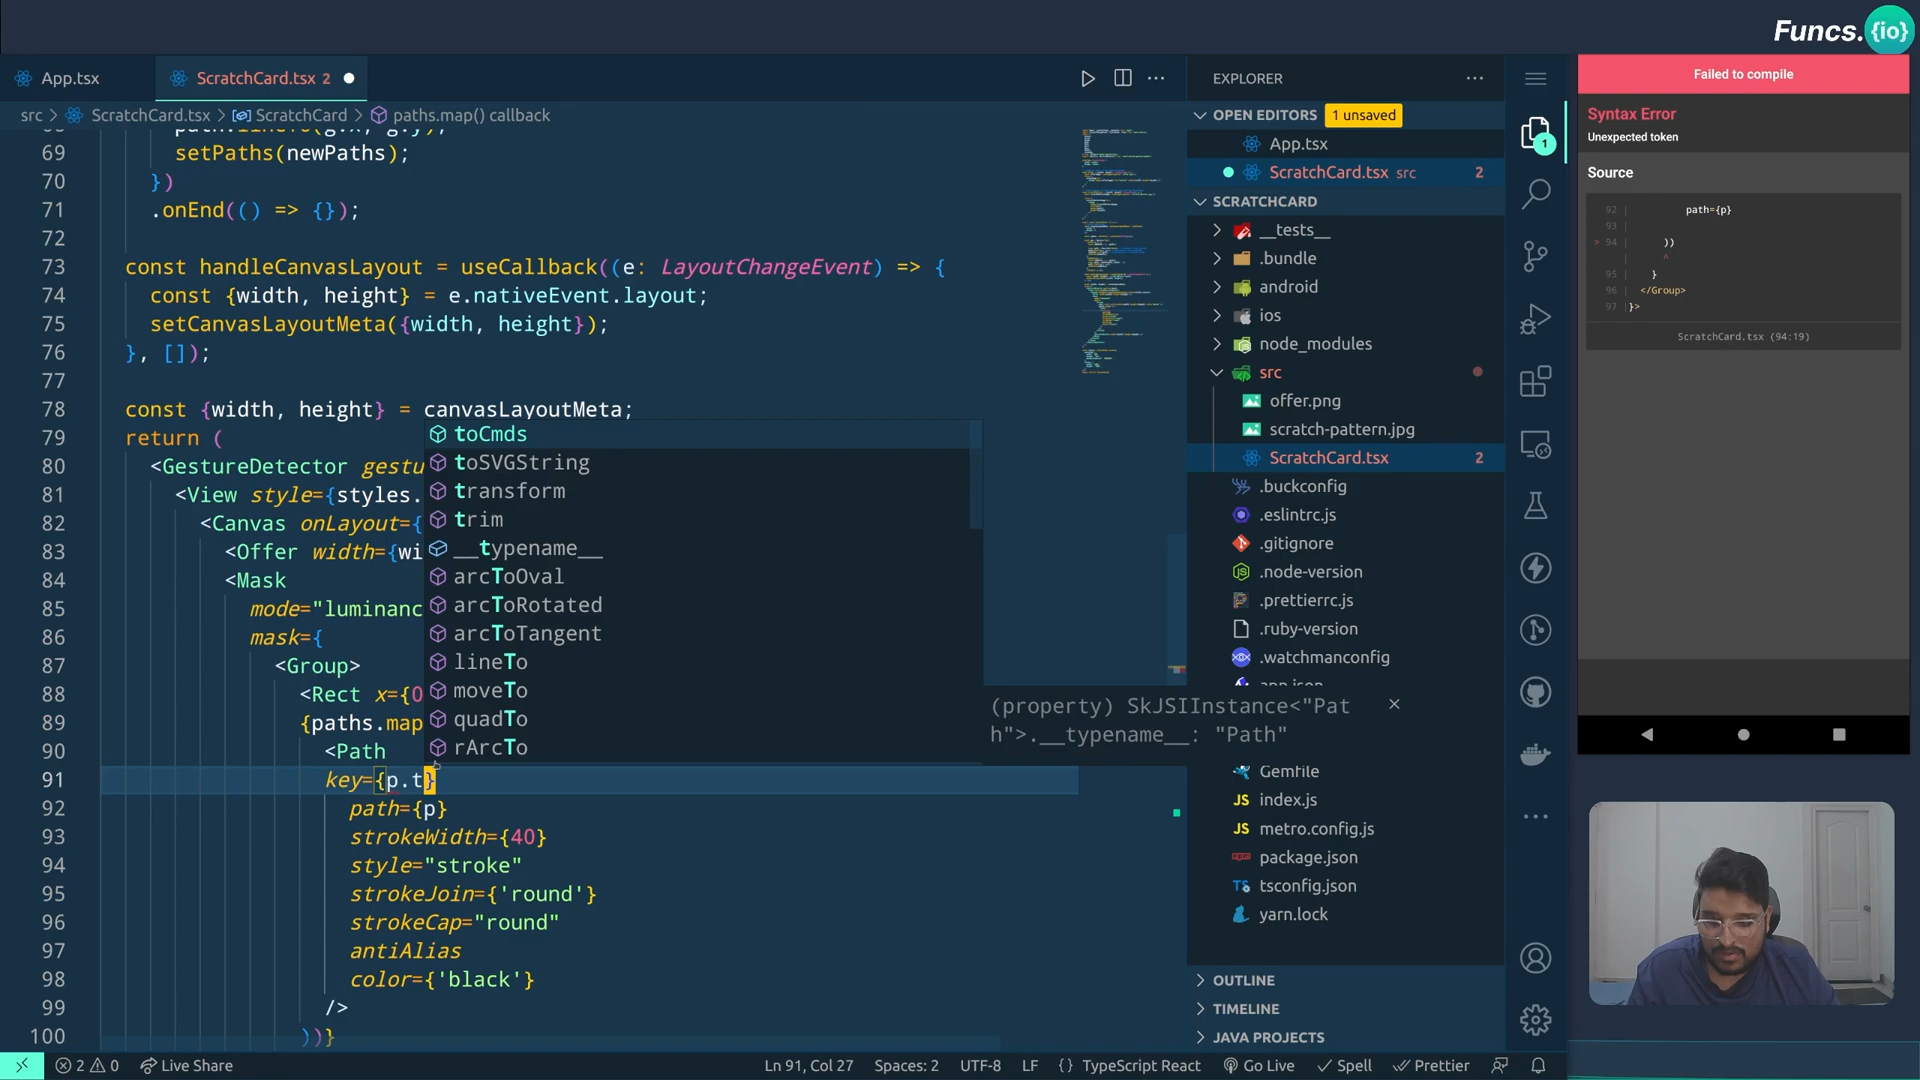 Funcs.{io}
App.tsx
ScratchCard.tsx 2
src > ScratchCard.tsx > ScratchCard > paths.map() callback
69 setPaths(newPaths);
70 })
71 .onEnd(() => {});
72
73 const handleCanvasLayout = useCallback((e: LayoutChangeEvent) => {
74 const {width, height} = e.nativeEvent.layout;
75 setCanvasLayoutMeta({width, height});
76 }, []);
77
78 const {width, height} = canvasLayoutMeta;
79 return (
80 <GestureDetector gestu
81 <View style={styles.
82 <Canvas onLayout={
83 <Offer width={wi
84 <Mask
85 mode="luminanc
86 mask={
87 <Group>
88 <Rect x={0
89 {paths.map
90 <Path
91 key={p.t}
92 path={p}
93 strokeWidth={40}
94 style="stroke"
95 strokeJoin={'round'}
96 strokeCap="round"
97 antiAlias
98 color={'black'}
99 />
100 ))}
toCmds
toSVGString
transform
trim
__typename__
arcToOval
arcToRotated
arcToTangent
lineTo
moveTo
quadTo
rArcTo
(property) SkJSIInstance<"Pat
h">.__typename__: "Path"
EXPLORER
OPEN EDITORS 1 unsaved
App.tsx
ScratchCard.tsx src 2
SCRATCHCARD
__tests__
.bundle
android
ios
node_modules
src
offer.png
scratch-pattern.jpg
ScratchCard.tsx 2
.buckconfig
.eslintrc.js
.gitignore
.node-version
.prettierrc.js
.ruby-version
.watchmanconfig
app.json
Gemfile
index.js
metro.config.js
package.json
tsconfig.json
yarn.lock
OUTLINE
TIMELINE
JAVA PROJECTS
1
Failed to compile
Syntax Error
Unexpected token
Source
92 | path={p}
93 |
> 94 | ))
| ^
95 | }
96 | </Group>
97 |}>
ScratchCard.tsx (94:19)
2 0 Live Share
Ln 91, Col 27 Spaces: 2 UTF-8 LF {} TypeScript React Go Live Spell Prettier